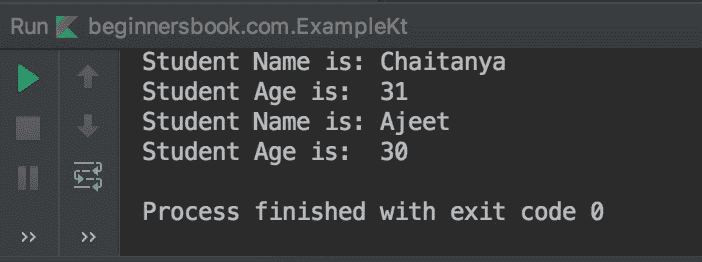 Run beginnersbook.com.ExampleKt
Student Name is: Chaitanya
Student Age is:  31
Student Name is: Ajeet
Student Age is:  30
Process finished with exit code 0
>> >>